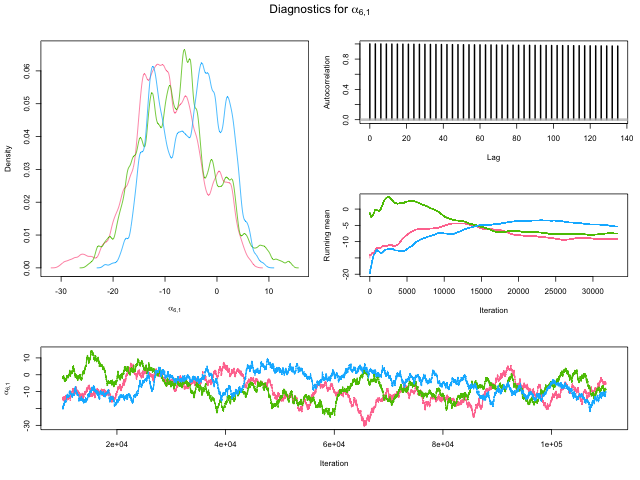 Diagnostics for α6,1
Density
0.00 0.01 0.02 0.03 0.04 0.05 0.06
-30 -20 -10 0 10
α6,1
Autocorrelation
0.0 0.4 0.8
0 20 40 60 80 100 120 140
Lag
Running mean
-20 -10 -5 0
0 5000 10000 15000 20000 25000 30000
Iteration
α6,1
-30 -10 0 10
2e+04 4e+04 6e+04 8e+04 1e+05
Iteration